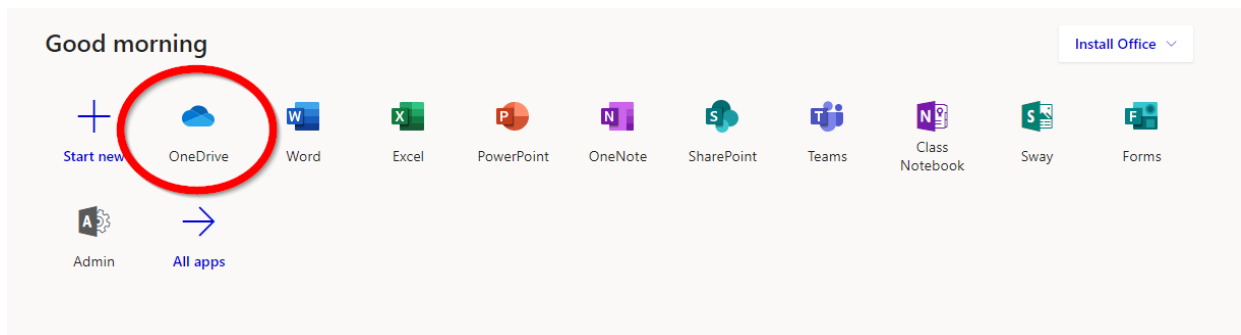 Good morning
Install Office
Start new
OneDrive
Word
Excel
PowerPoint
OneNote
SharePoint
Teams
Class
Notebook
Sway
Forms
Admin
All apps